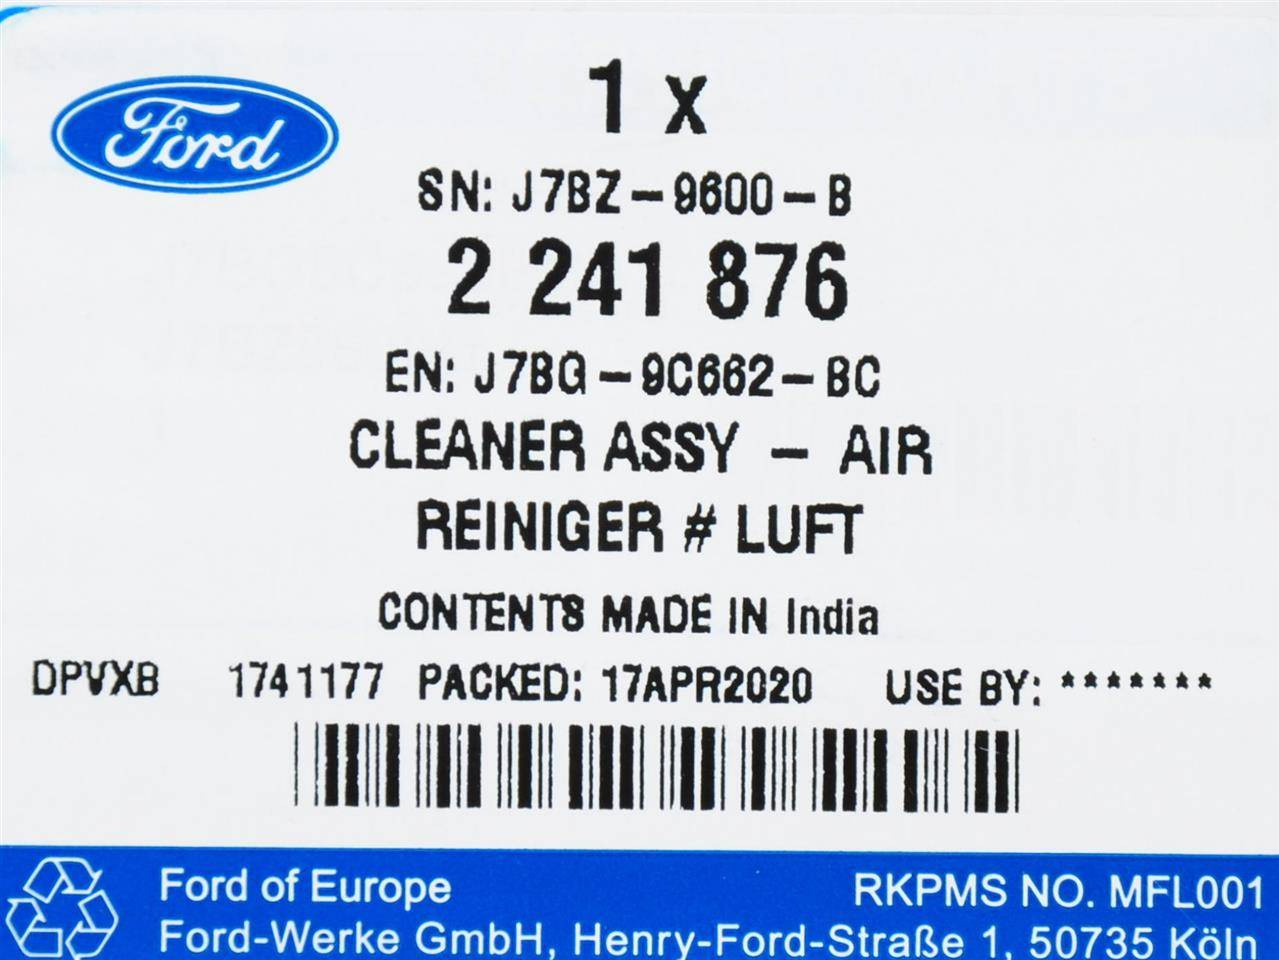 Ford
1 x
SN: J7BZ-9600-B
2 241 876
EN: J7BG-9C662-BC
CLEANER ASSY - AIR
REINIGER # LUFT
CONTENTS MADE IN India
DPVXB 1741177 PACKED: 17APR2020 USE BY: *******
Ford of Europe RKPMS NO. MFL001
Ford-Werke GmbH, Henry-Ford-Straße 1, 50735 Köln